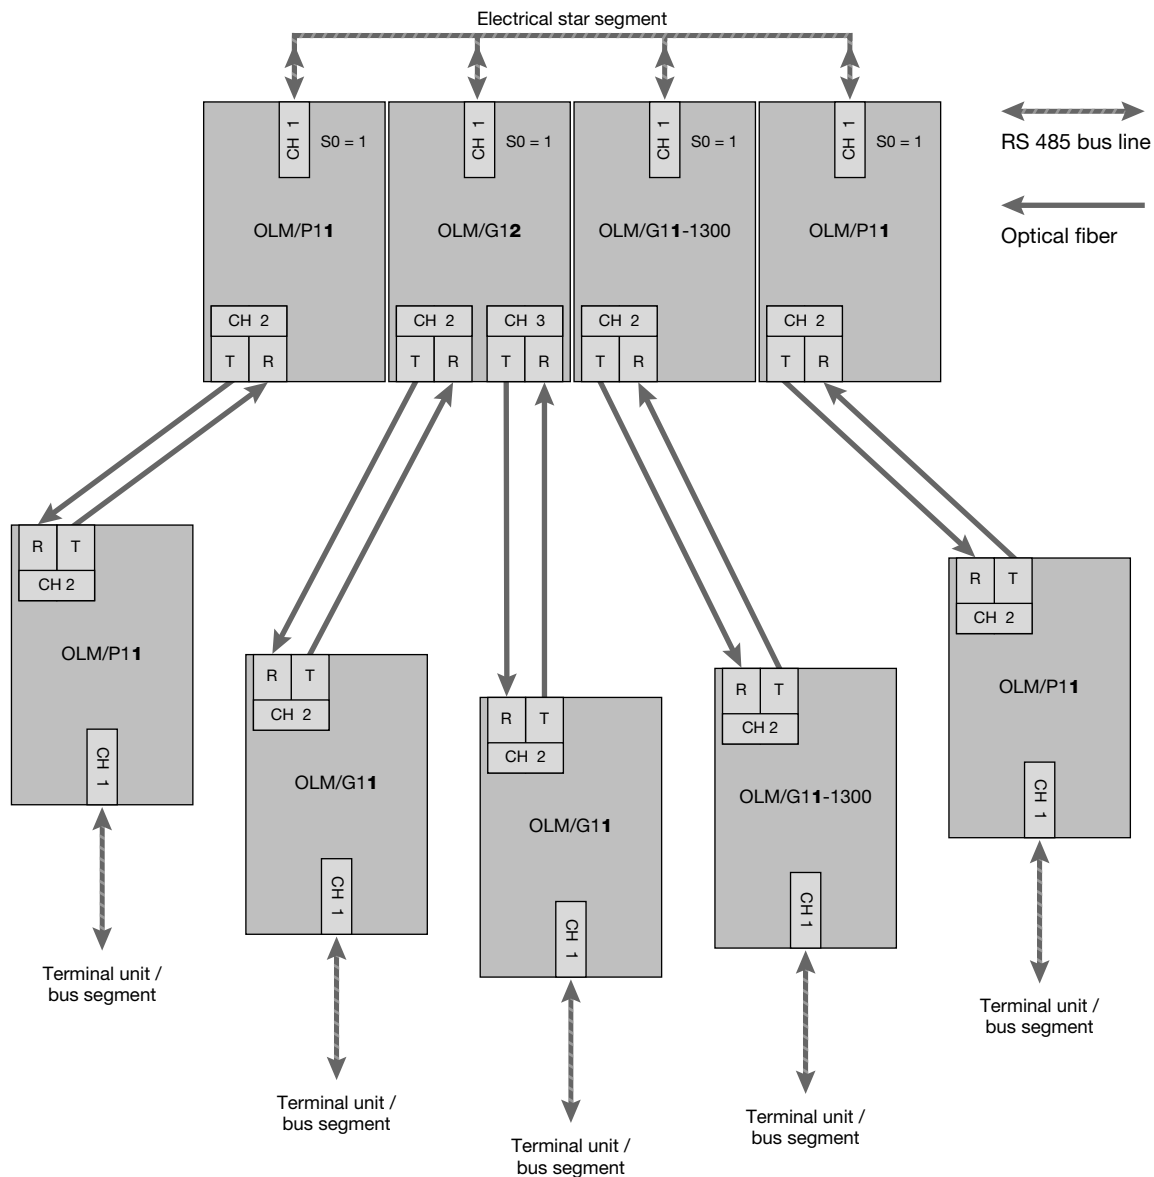 Electrical star segment
CH 1
S0 = 1
CH 1
S0 = 1
CH 1
S0 = 1
CH 1
S0 = 1
RS 485 bus line
Optical fiber
OLM/P11
OLM/G12
OLM/G11-1300
OLM/P11
CH 2
T R
CH 2
T R
CH 3
T R
CH 2
T R
CH 2
T R
R T
CH 2
OLM/P11
CH 1
Terminal unit /
bus segment
R T
CH 2
OLM/G11
CH 1
Terminal unit /
bus segment
R T
CH 2
OLM/G11
CH 1
Terminal unit /
bus segment
R T
CH 2
OLM/G11-1300
CH 1
Terminal unit /
bus segment
R T
CH 2
OLM/P11
CH 1
Terminal unit /
bus segment